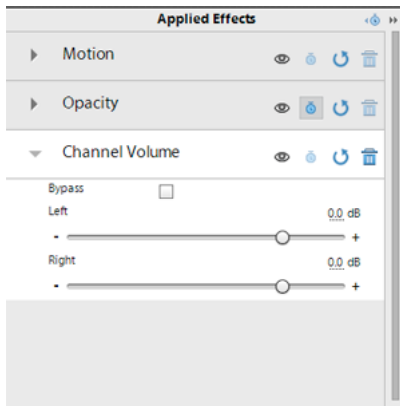 Applied Effects
Motion
Opacity
Channel Volume
Bypass
Left
0.0 dB
- +
Right
0.0 dB
- +